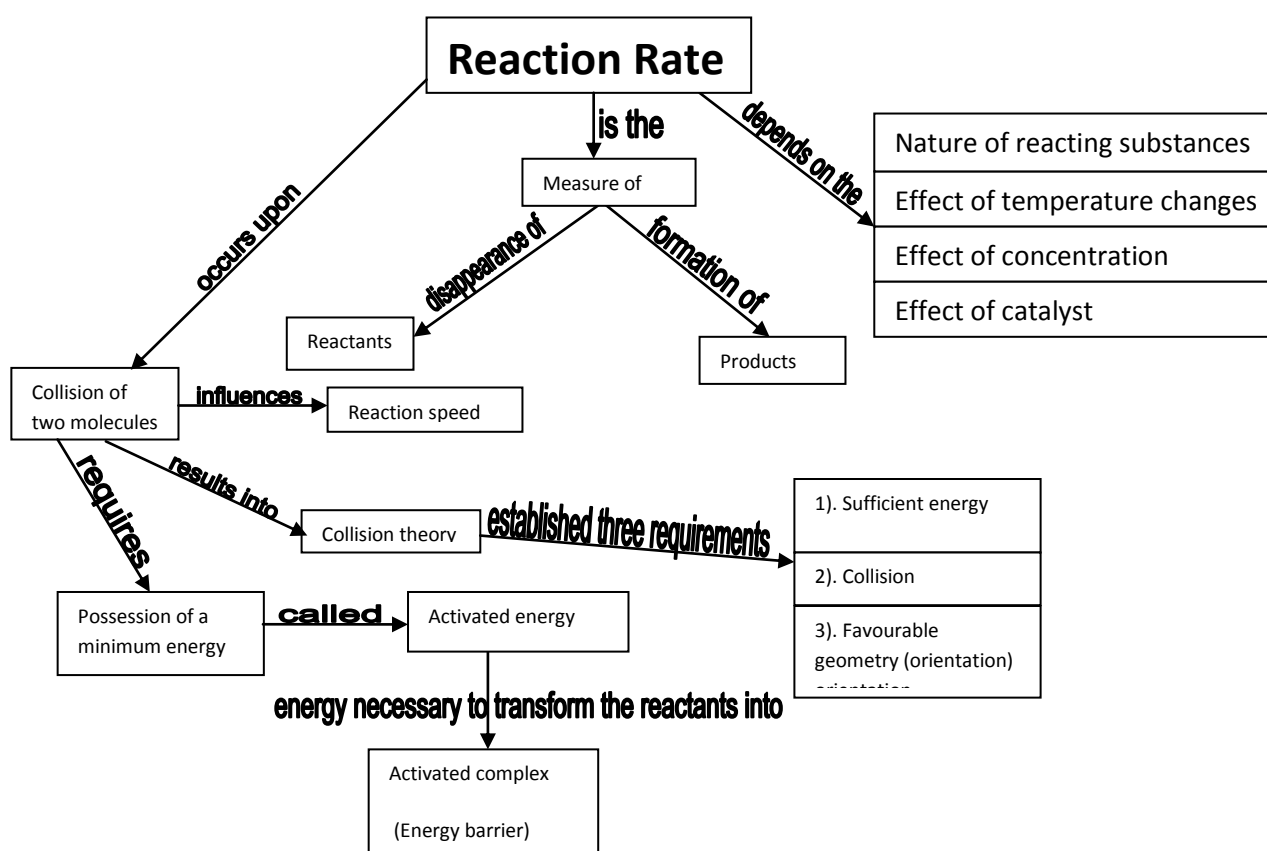 Reaction Rate
is the
depends on the
occurs upon
Measure of
disappearance of
formation of
Nature of reacting substances
Effect of temperature changes
Effect of concentration
Effect of catalyst
Reactants
Products
Collision of
two molecules
influences
Reaction speed
requires
results into
Collision theory
established three requirements
1). Sufficient energy
2). Collision
3). Favourable
geometry (orientation)
orientation
Possession of a
minimum energy
called
Activated energy
energy necessary to transform the reactants into
Activated complex
(Energy barrier)